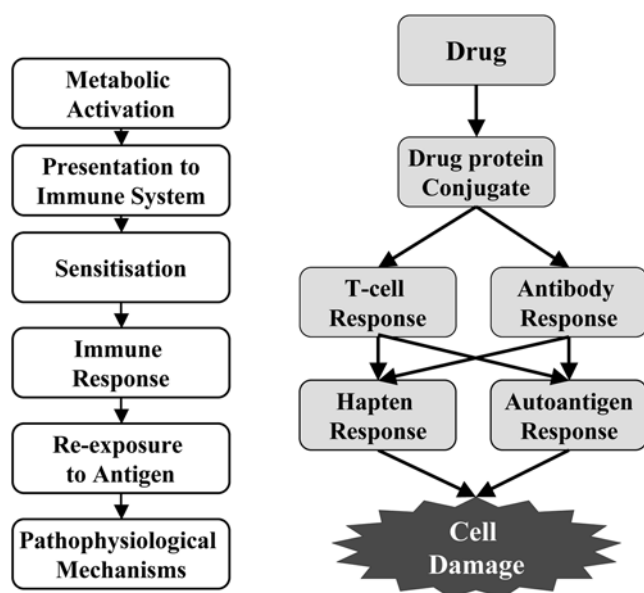 Metabolic
Activation
Presentation to
Immune System
Sensitisation
Immune
Response
Re-exposure
to Antigen
Pathophysiological
Mechanisms
Drug
Drug protein
Conjugate
T-cell
Response
Antibody
Response
Hapten
Response
Autoantigen
Response
Cell
Damage